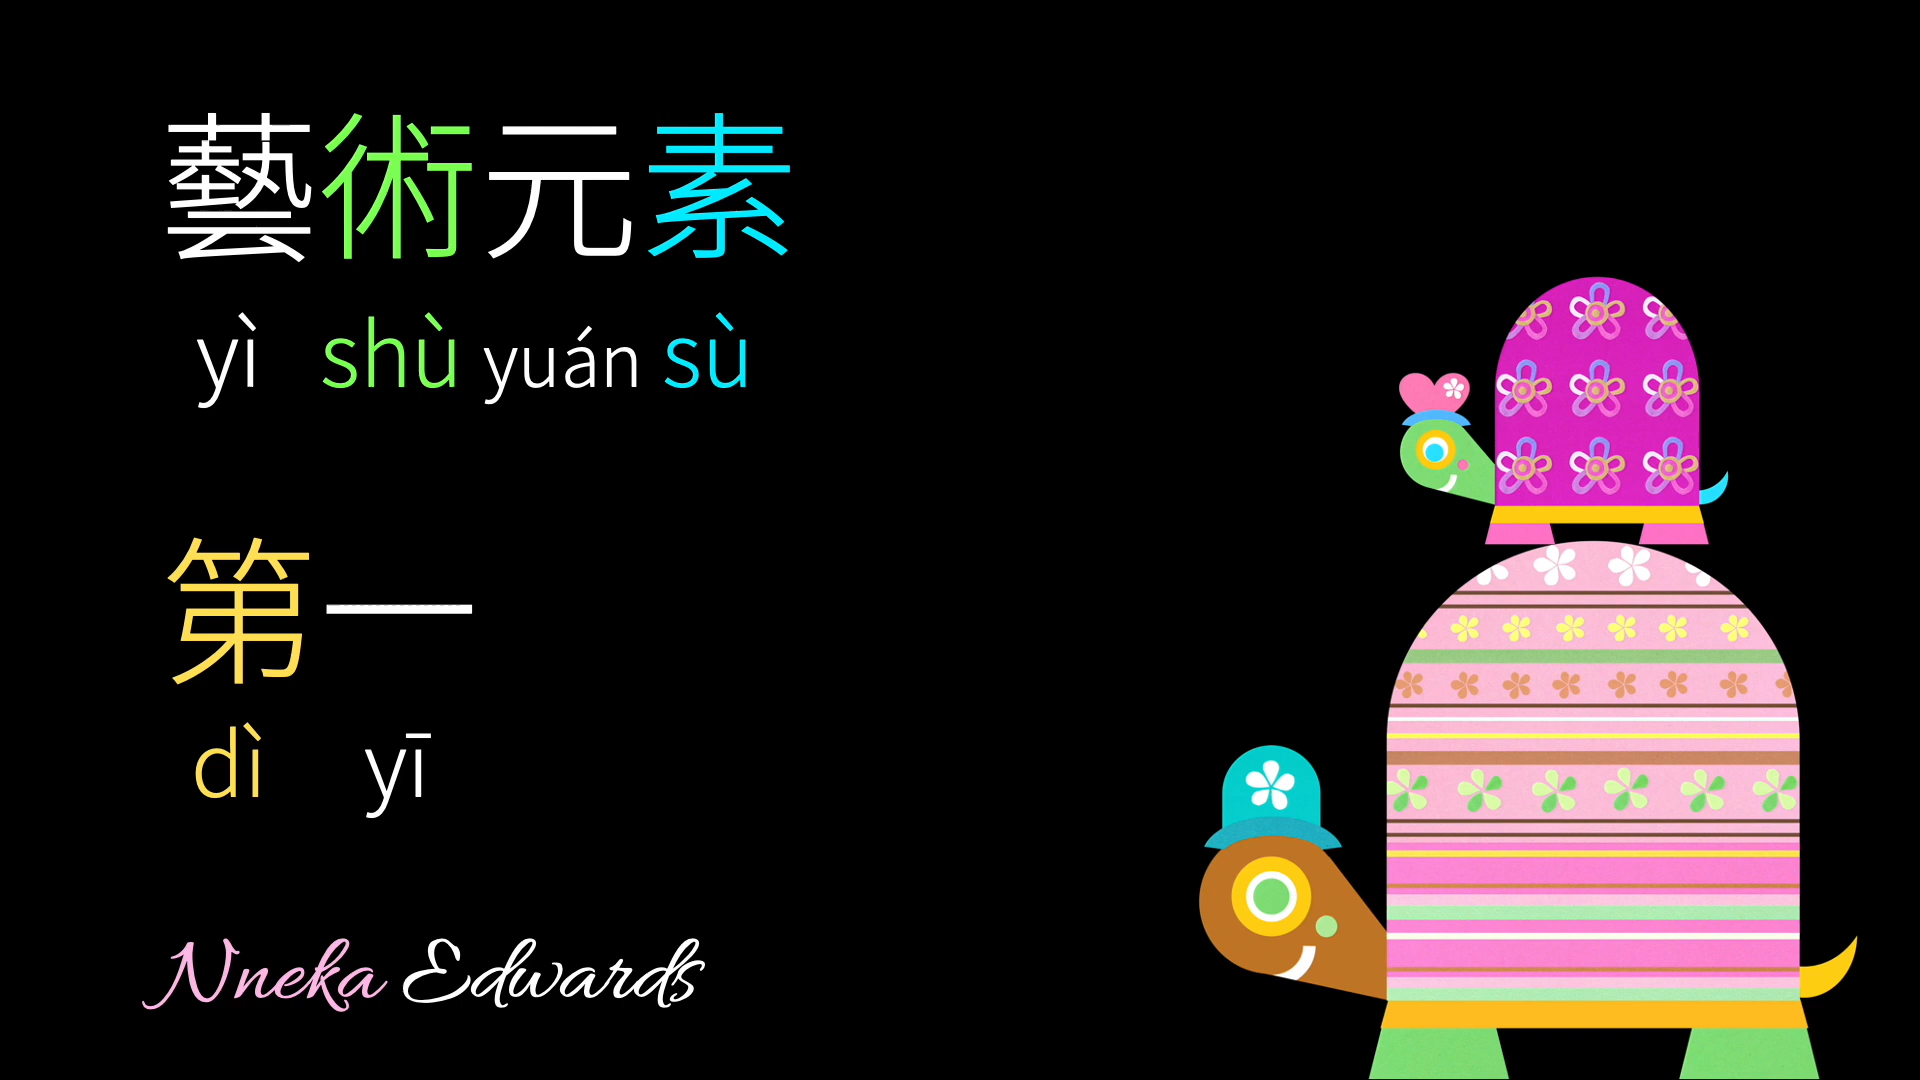 藝術元素
yì shù yuán sù
第一
dì yī
Nneka Edwards